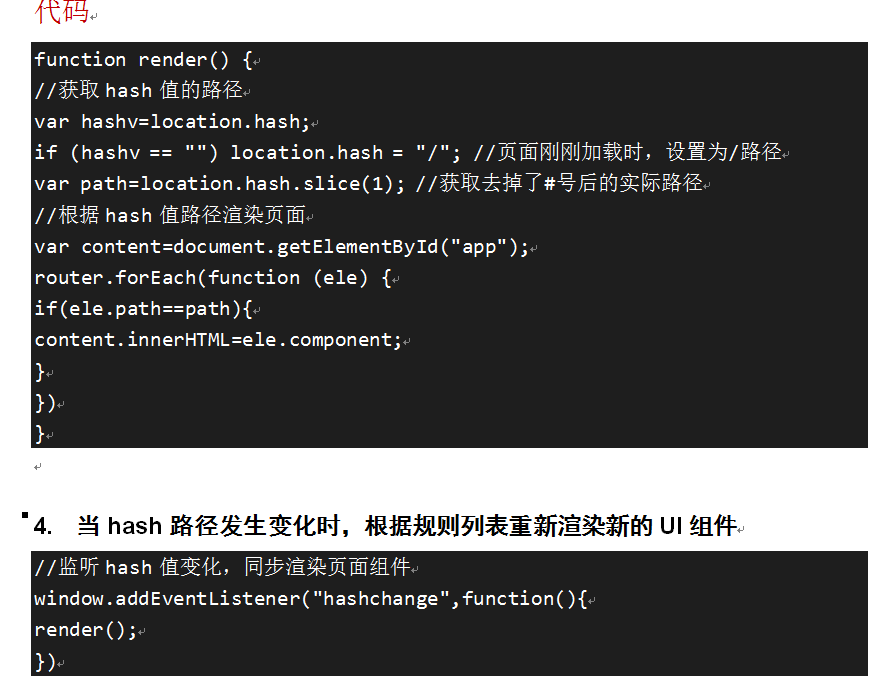 代码
function render() {
//获取 hash 值的路径
var hashv=location.hash;
if (hashv == "") location.hash = "/"; //页面刚刚加载时，设置为/路径
var path=location.hash.slice(1); //获取去掉了#号后的实际路径
//根据 hash 值路径渲染页面
var content=document.getElementById("app");
router.forEach(function (ele) {
if(ele.path==path){
content.innerHTML=ele.component;
}
})
}
4. 当 hash 路径发生变化时，根据规则列表重新渲染新的 UI 组件
//监听 hash 值变化，同步渲染页面组件
window.addEventListener("hashchange",function(){
render();
})